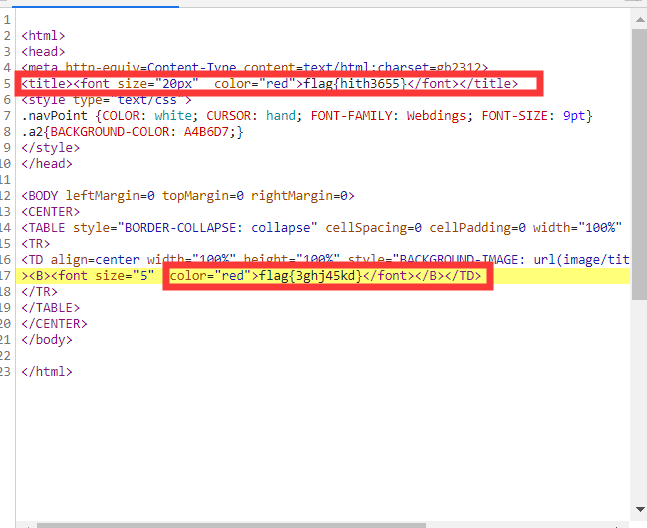 1
2 <html>
3 <head>
4 <meta http-equiv=Content-Type content=text/html;charset=gb2312>
5 <title><font size="20px"  color="red">flag{hith3655}</font></title>
6 <style type="text/css">
7 .navPoint {COLOR: white; CURSOR: hand; FONT-FAMILY: Webdings; FONT-SIZE: 9pt}
8 .a2{BACKGROUND-COLOR: A4B6D7;}
9 </style>
10 </head>
11
12 <BODY leftMargin=0 topMargin=0 rightMargin=0>
13 <CENTER>
14 <TABLE style="BORDER-COLLAPSE: collapse" cellSpacing=0 cellPadding=0 width="100%"
15 <TR>
16 <TD align=center width="100%" height="100%" style="BACKGROUND-IMAGE: url(image/tit
17 ><B><font size="5"  color="red">flag{3ghj45kd}</font></B></TD>
18 </TR>
19 </TABLE>
20 </CENTER>
21 </body>
22
23 </html>